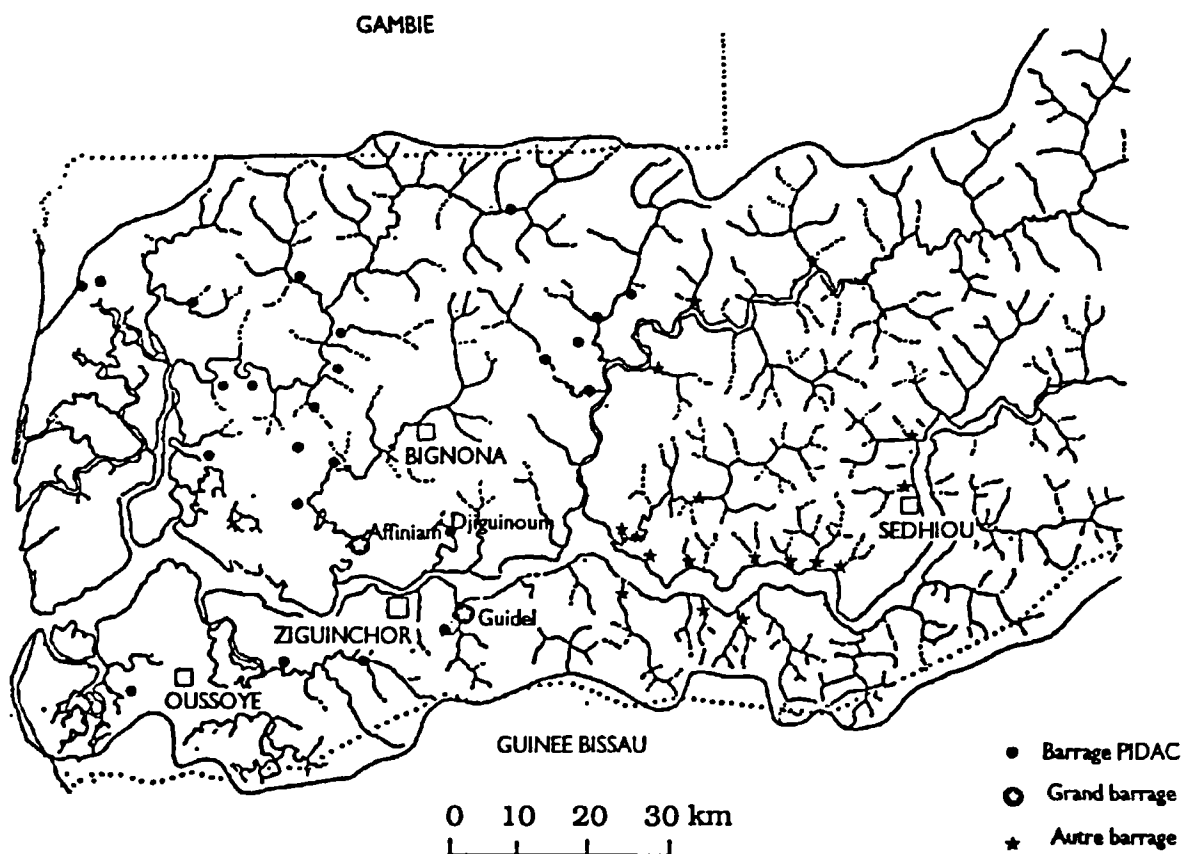 GAMBIE
BIGNONA
Affiniam Djiguinoum
SEDHIOU
Guidel
ZIGUINCHOR
OUSSOYE
GUINEE BISSAU
Barrage PIDAC
Grand barrage
Autre barrage
0 10 20 30 km